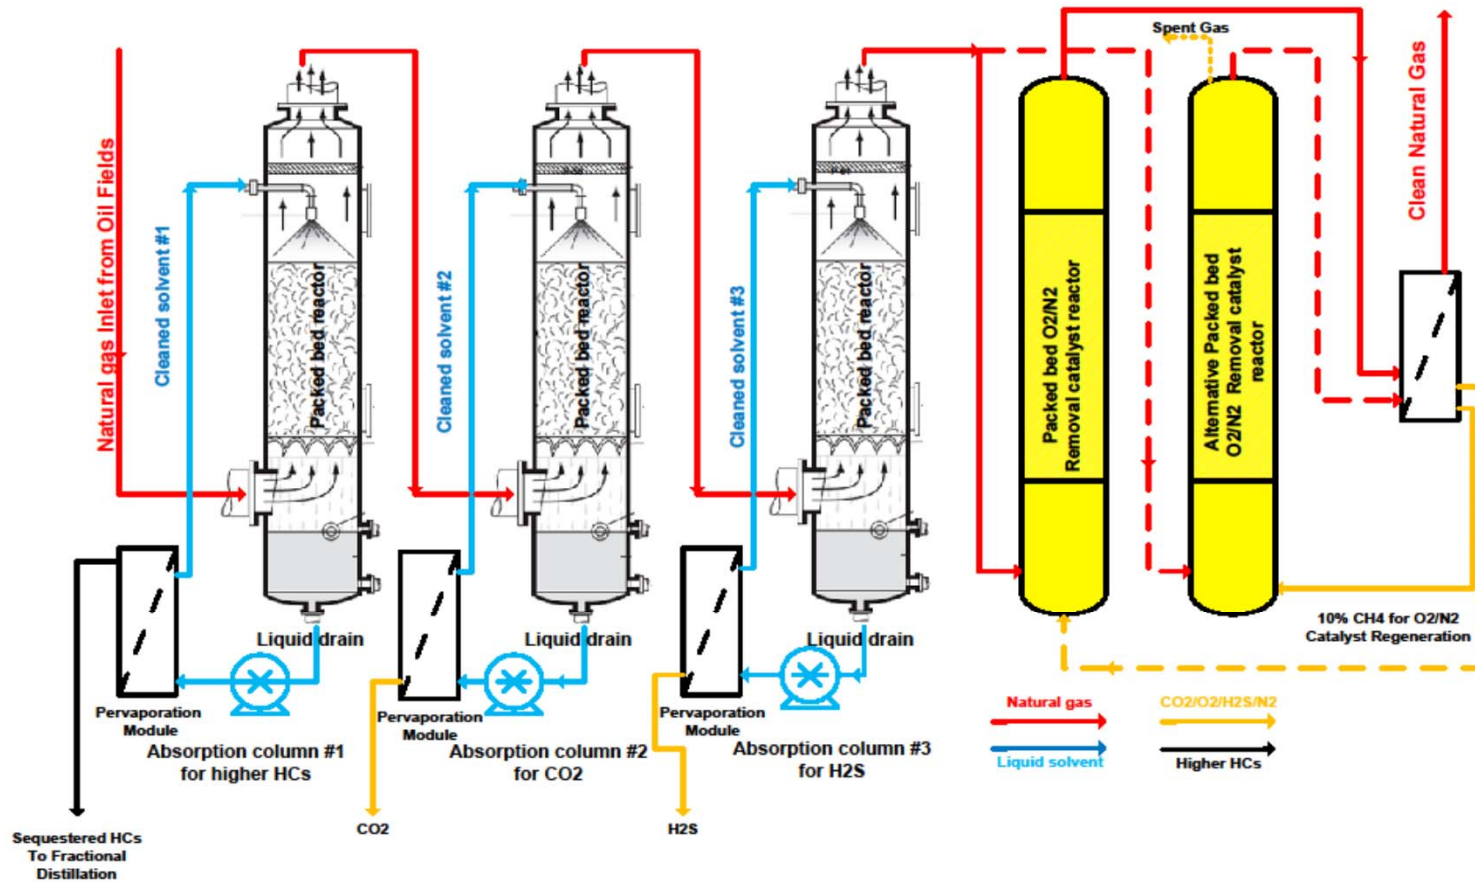 Natural gas Inlet from Oil Fields
Cleaned solvent #1
Packed bed reactor
Cleaned solvent #2
Packed bed reactor
Cleaned solvent #3
Packed bed reactor
Packed bed O2/N2
Removal catalyst reactor
Spent Gas
Alternative Packed bed
O2/N2 Removal catalyst
reactor
Clean Natural Gas
Liquid drain
Liquid drain
Liquid drain
10% CH4 for O2/N2
Catalyst Regeneration
Pervaporation
Module
Pervaporation
Module
Pervaporation
Module
Absorption column #1
for higher HCs
Absorption column #2
for CO2
Absorption column #3
for H2S
Natural gas
CO2/O2/H2S/N2
Liquid solvent
Higher HCs
Sequestered HCs
To Fractional
Distillation
CO2
H2S